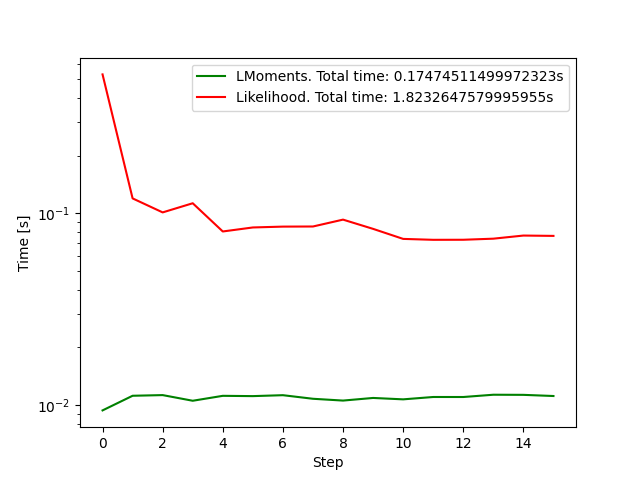 LMoments. Total time: 0.17474511499972323s
Likelihood. Total time: 1.8232647579995955s
Time [s]
10⁻¹
10⁻²
0 2 4 6 8 10 12 14
Step